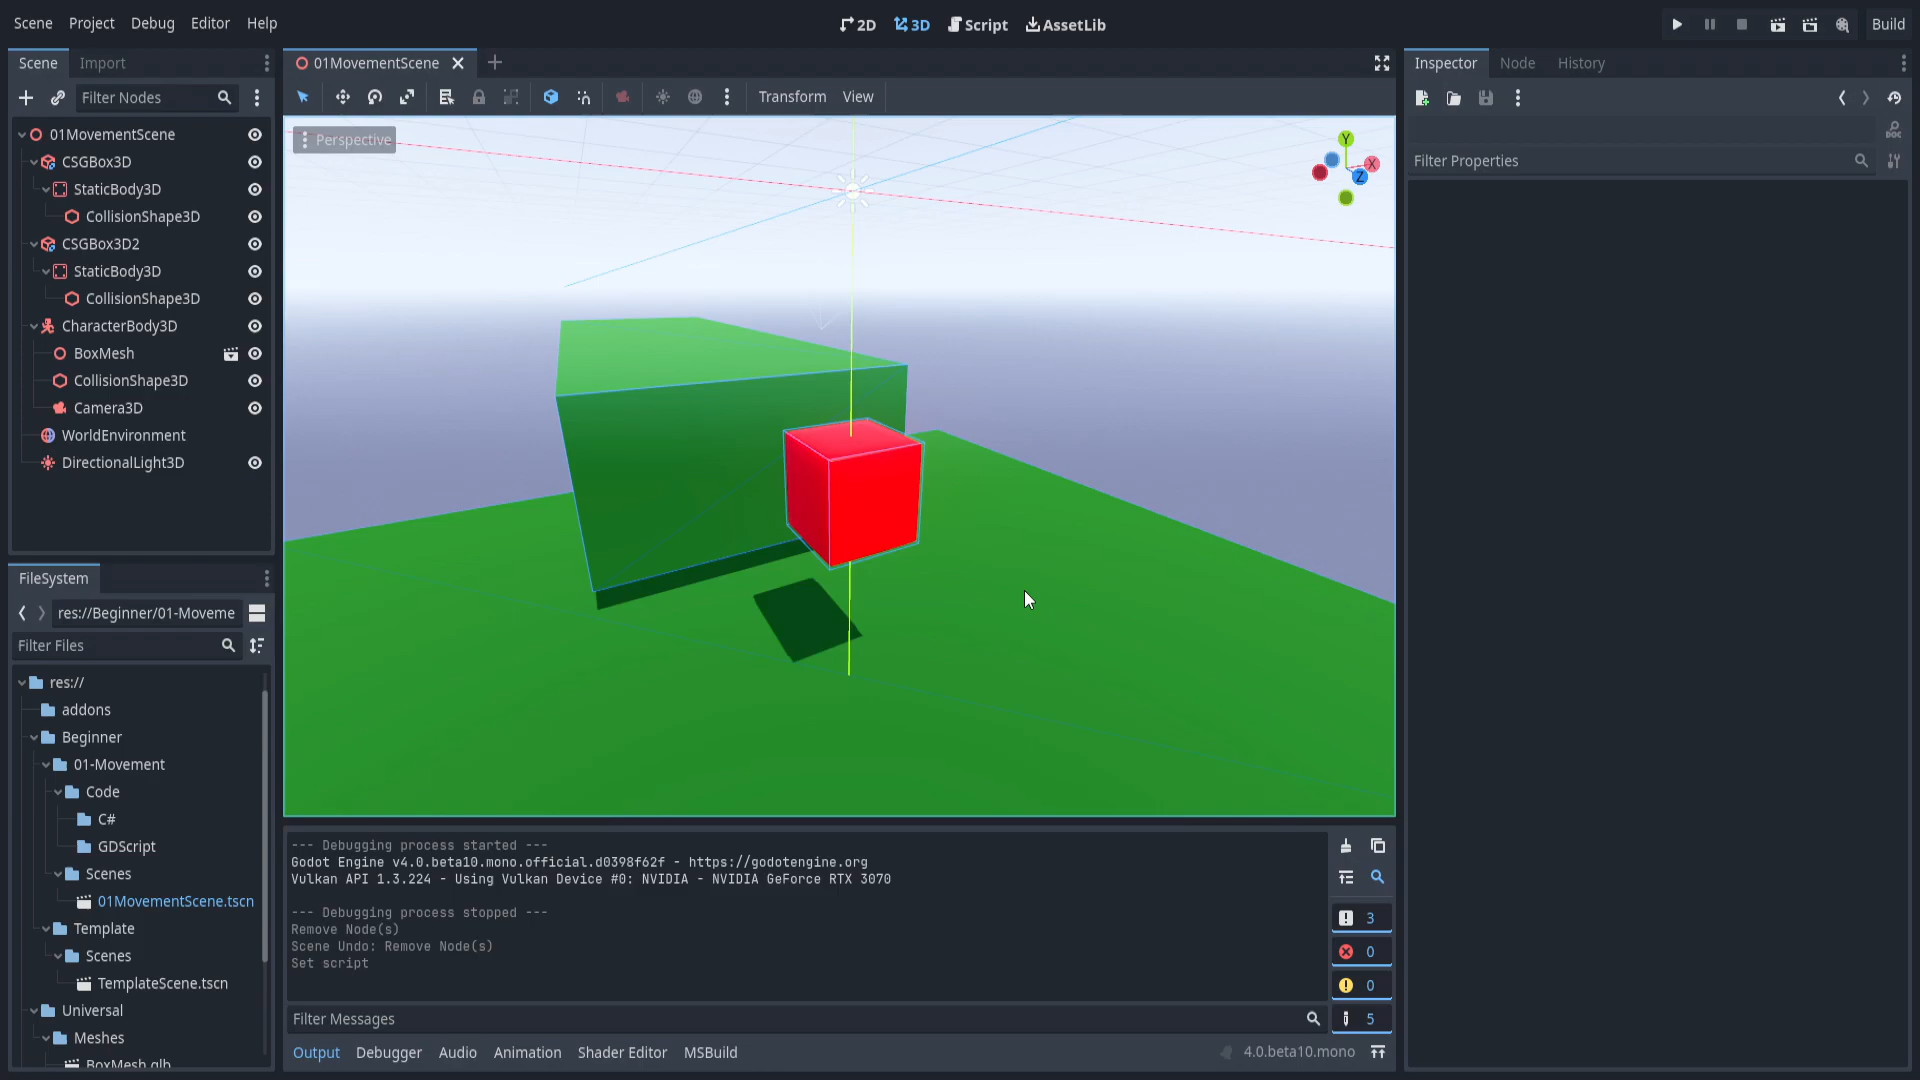 Scene Project Debug Editor Help
2D 3D Script AssetLib
Build
Scene Import
Filter Nodes
01MovementScene
CSGBox3D
StaticBody3D
CollisionShape3D
CSGBox3D2
StaticBody3D
CollisionShape3D
CharacterBody3D
BoxMesh
CollisionShape3D
Camera3D
WorldEnvironment
DirectionalLight3D
FileSystem
res://Beginner/01-Moveme
Filter Files
res://
addons
Beginner
01-Movement
Code
C#
GDScript
Scenes
01MovementScene.tscn
Template
Scenes
TemplateScene.tscn
Universal
Meshes
BoxMesh.glb
01MovementScene
Transform View
Perspective
Y
X
Z
--- Debugging process started ---
Godot Engine v4.0.beta10.mono.official.d0398f62f - https://godotengine.org
Vulkan API 1.3.224 - Using Vulkan Device #0: NVIDIA - NVIDIA GeForce RTX 3070
--- Debugging process stopped ---
Remove Node(s)
Scene Undo: Remove Node(s)
Set script
3
0
0
5
Filter Messages
Output Debugger Audio Animation Shader Editor MSBuild
4.0.beta10.mono
Inspector Node History
DOC
Filter Properties